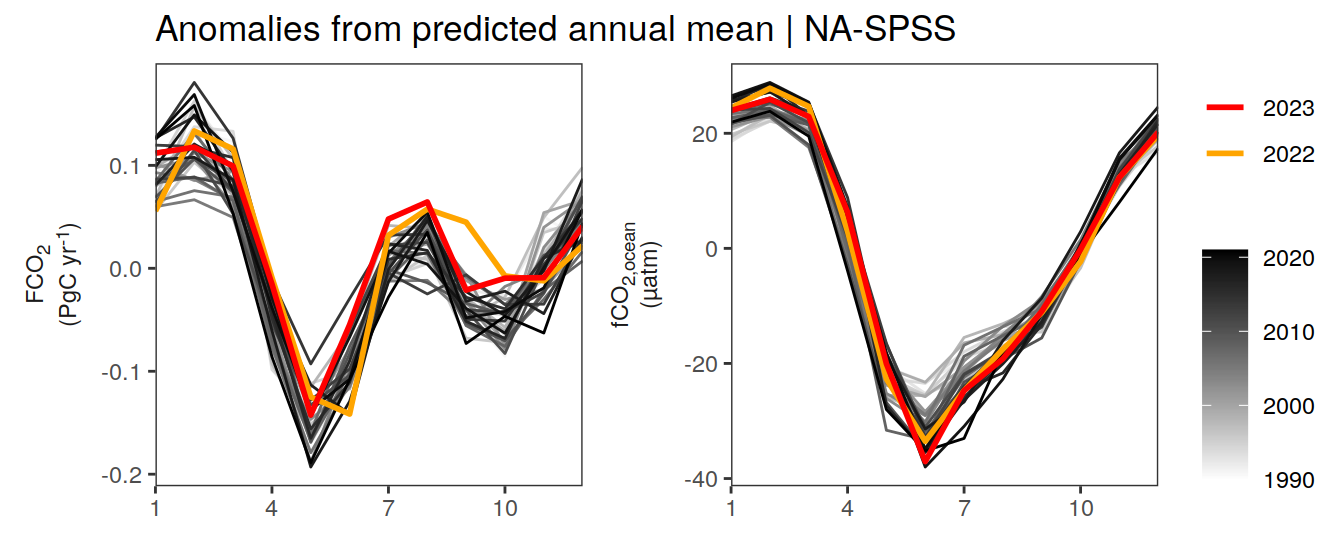 Anomalies from predicted annual mean | NA-SPSS
FCO₂
(PgC yr⁻¹)
0.1
0.0
-0.1
-0.2
1 4 7 10
fCO₂,ocean
(µatm)
20
0
-20
-40
1 4 7 10
2023
2022
2020
2010
2000
1990